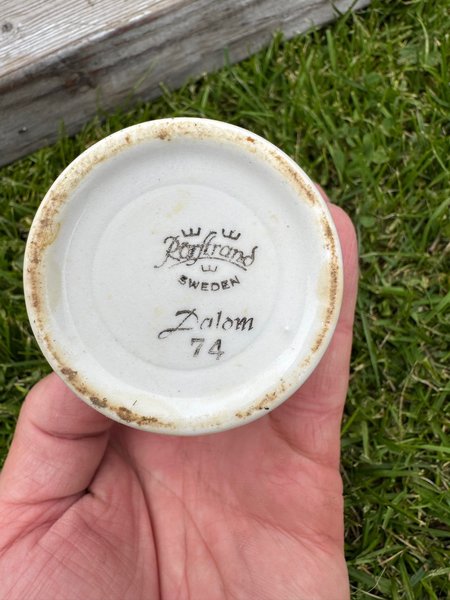 Rörstrand
SWEDEN
Dalom
74